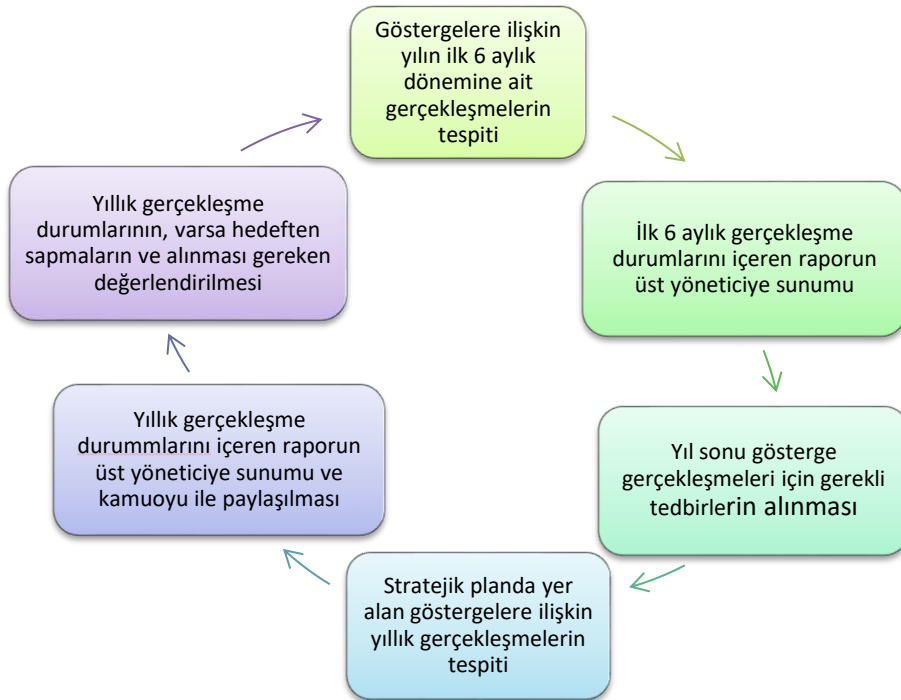 Göstergelere ilişkin
yılın ilk 6 aylık
dönemine ait
gerçekleşmelerin
tespiti
İlk 6 aylık gerçekleşme
durumlarını içeren raporun
üst yöneticiye sunumu
Yıl sonu gösterge
gerçekleşmeleri için gerekli
tedbirlerin alınması
Stratejik planda yer
alan göstergelere ilişkin
yıllık gerçekleşmelerin
tespiti
Yıllık gerçekleşme
durummlarını içeren raporun
üst yöneticiye sunumu ve
kamuoyu ile paylaşılması
Yıllık gerçekleşme
durumlarının, varsa hedeften
sapmaların ve alınması gereken
değerlendirilmesi